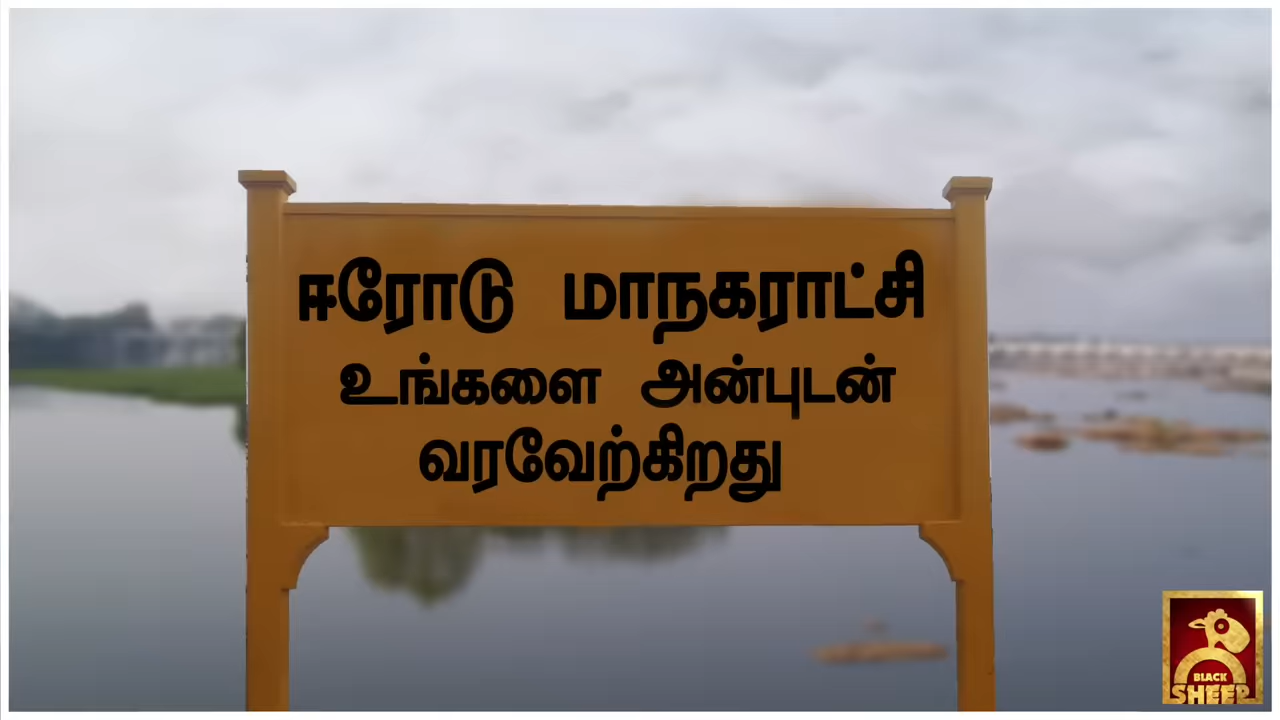 ஈரோடு மாநகராட்சி
உங்களை அன்புடன்
வரவேற்கிறது
BLACK
SHEEP